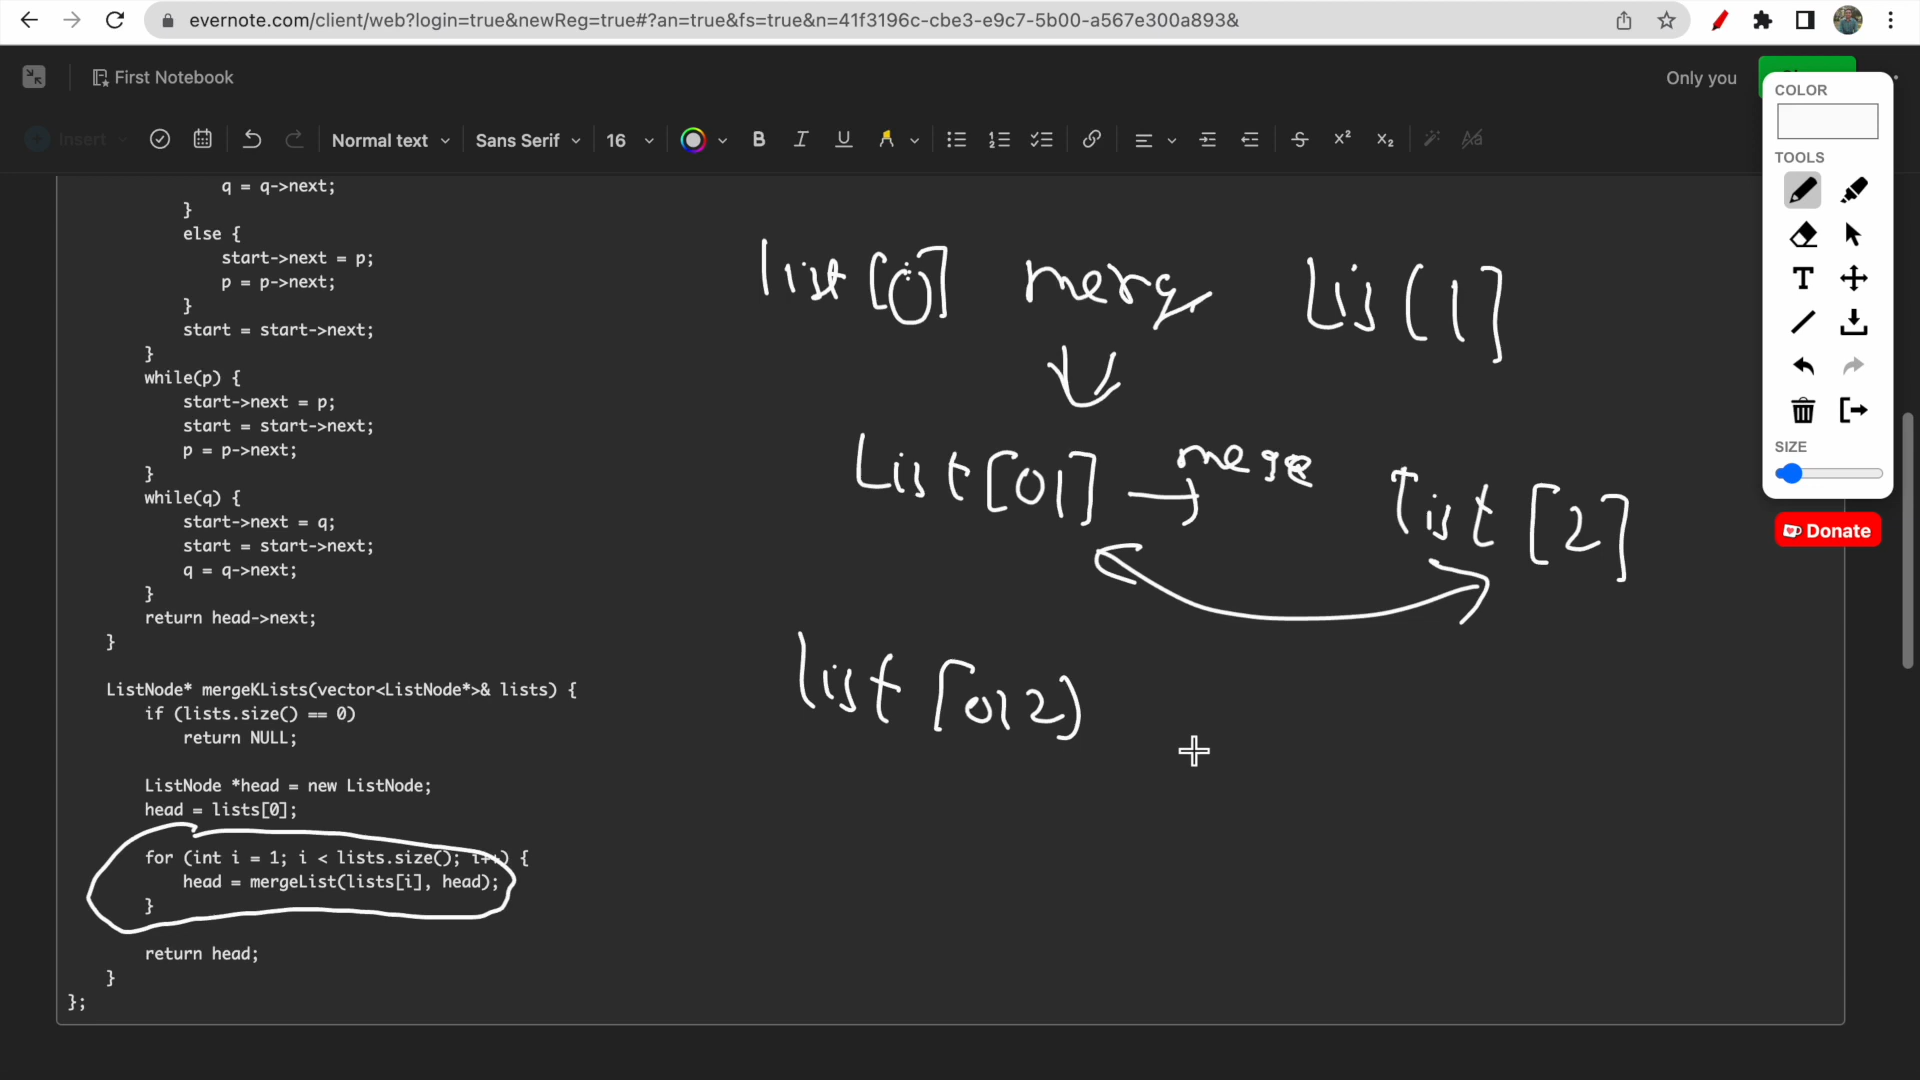 evernote.com/client/web?login=true&newReg=true#?an=true&fs=true&n=41f3196c-cbe3-e9c7-5b00-a567e300a893&
First Notebook
Only you
Insert
Normal text
Sans Serif
16
COLOR
TOOLS
SIZE
Donate
q = q->next;
}
else {
start->next = p;
p = p->next;
}
start = start->next;
}
while(p) {
start->next = p;
start = start->next;
p = p->next;
}
while(q) {
start->next = q;
start = start->next;
q = q->next;
}
return head->next;
}
ListNode* mergeKLists(vector<ListNode*>& lists) {
if (lists.size() == 0)
return NULL;
ListNode *head = new ListNode;
head = lists[0];
for (int i = 1; i < lists.size(); i++) {
head = mergeList(lists[i], head);
}
return head;
}
};
list [0] merge Lis [1]
List [01] merge list [2]
list [012)